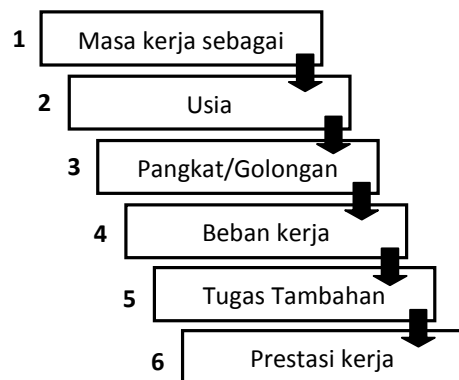 1 Masa kerja sebagai
2 Usia
3 Pangkat/Golongan
4 Beban kerja
5 Tugas Tambahan
6 Prestasi kerja